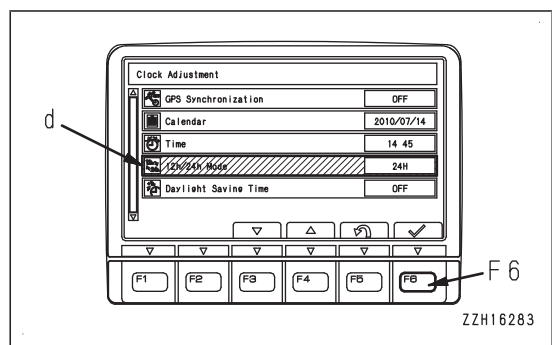 Clock Adjustment
GPS Synchronization OFF
Calendar 2010/07/14
d
Time 14 45
12h/24h Mode 24H
Daylight Saving Time OFF
F1 F2 F3 F4 F5 F6
F 6
ZZH16283